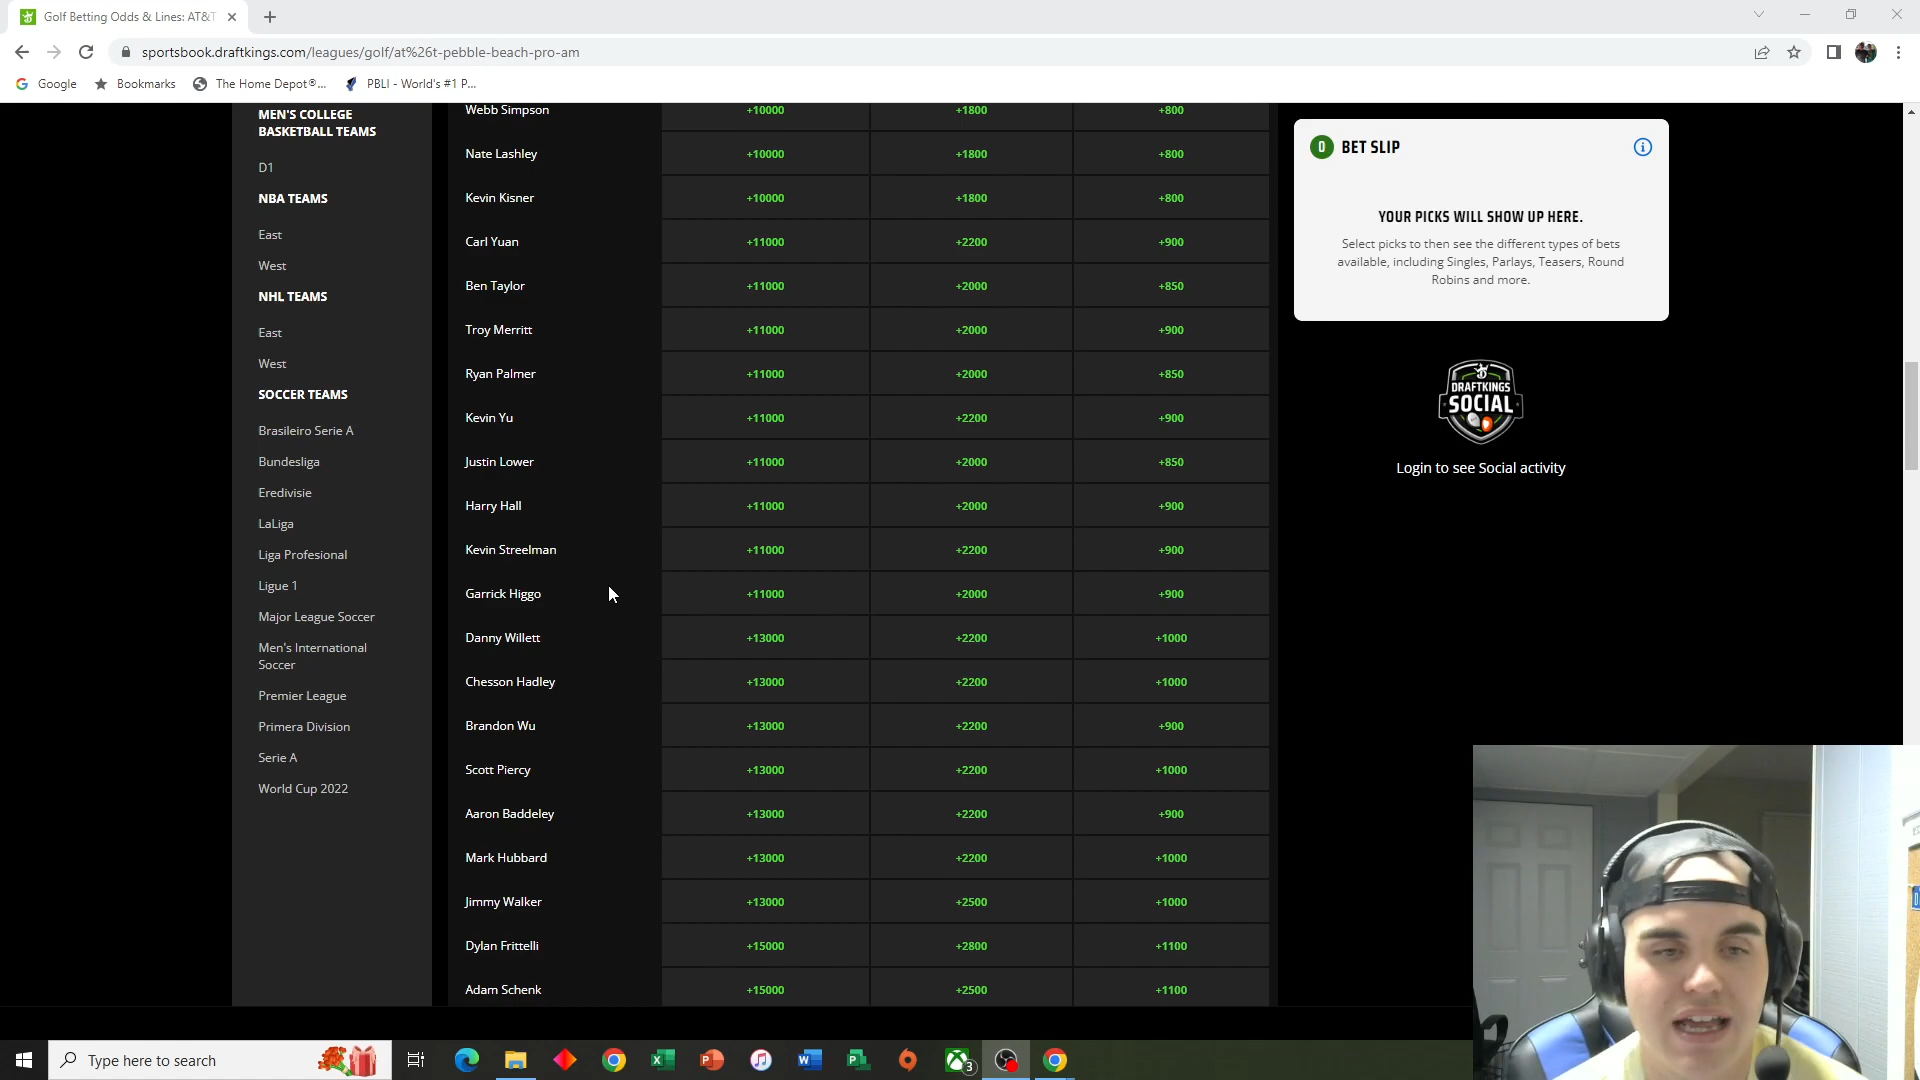 Golf Betting Odds & Lines: AT&T
sportsbook.draftkings.com/leagues/golf/at%26t-pebble-beach-pro-am
Google
Bookmarks
The Home Depot®...
PBLI - World's #1 P...
MEN'S COLLEGE
BASKETBALL TEAMS
D1
NBA TEAMS
East
West
NHL TEAMS
East
West
SOCCER TEAMS
Brasileiro Serie A
Bundesliga
Eredivisie
LaLiga
Liga Profesional
Ligue 1
Major League Soccer
Men's International
Soccer
Premier League
Primera Division
Serie A
World Cup 2022
Webb Simpson +10000 +1800 +800
Nate Lashley +10000 +1800 +800
Kevin Kisner +10000 +1800 +800
Carl Yuan +11000 +2200 +900
Ben Taylor +11000 +2000 +850
Troy Merritt +11000 +2000 +900
Ryan Palmer +11000 +2000 +850
Kevin Yu +11000 +2200 +900
Justin Lower +11000 +2000 +850
Harry Hall +11000 +2000 +900
Kevin Streelman +11000 +2200 +900
Garrick Higgo +11000 +2000 +900
Danny Willett +13000 +2200 +1000
Chesson Hadley +13000 +2200 +1000
Brandon Wu +13000 +2200 +900
Scott Piercy +13000 +2200 +1000
Aaron Baddeley +13000 +2200 +900
Mark Hubbard +13000 +2200 +1000
Jimmy Walker +13000 +2500 +1000
Dylan Frittelli +15000 +2800 +1100
Adam Schenk +15000 +2500 +1100
0 BET SLIP
YOUR PICKS WILL SHOW UP HERE.
Select picks to then see the different types of bets
available, including Singles, Parlays, Teasers, Round
Robins and more.
DRAFTKINGS
SOCIAL
Login to see Social activity
Type here to search
3